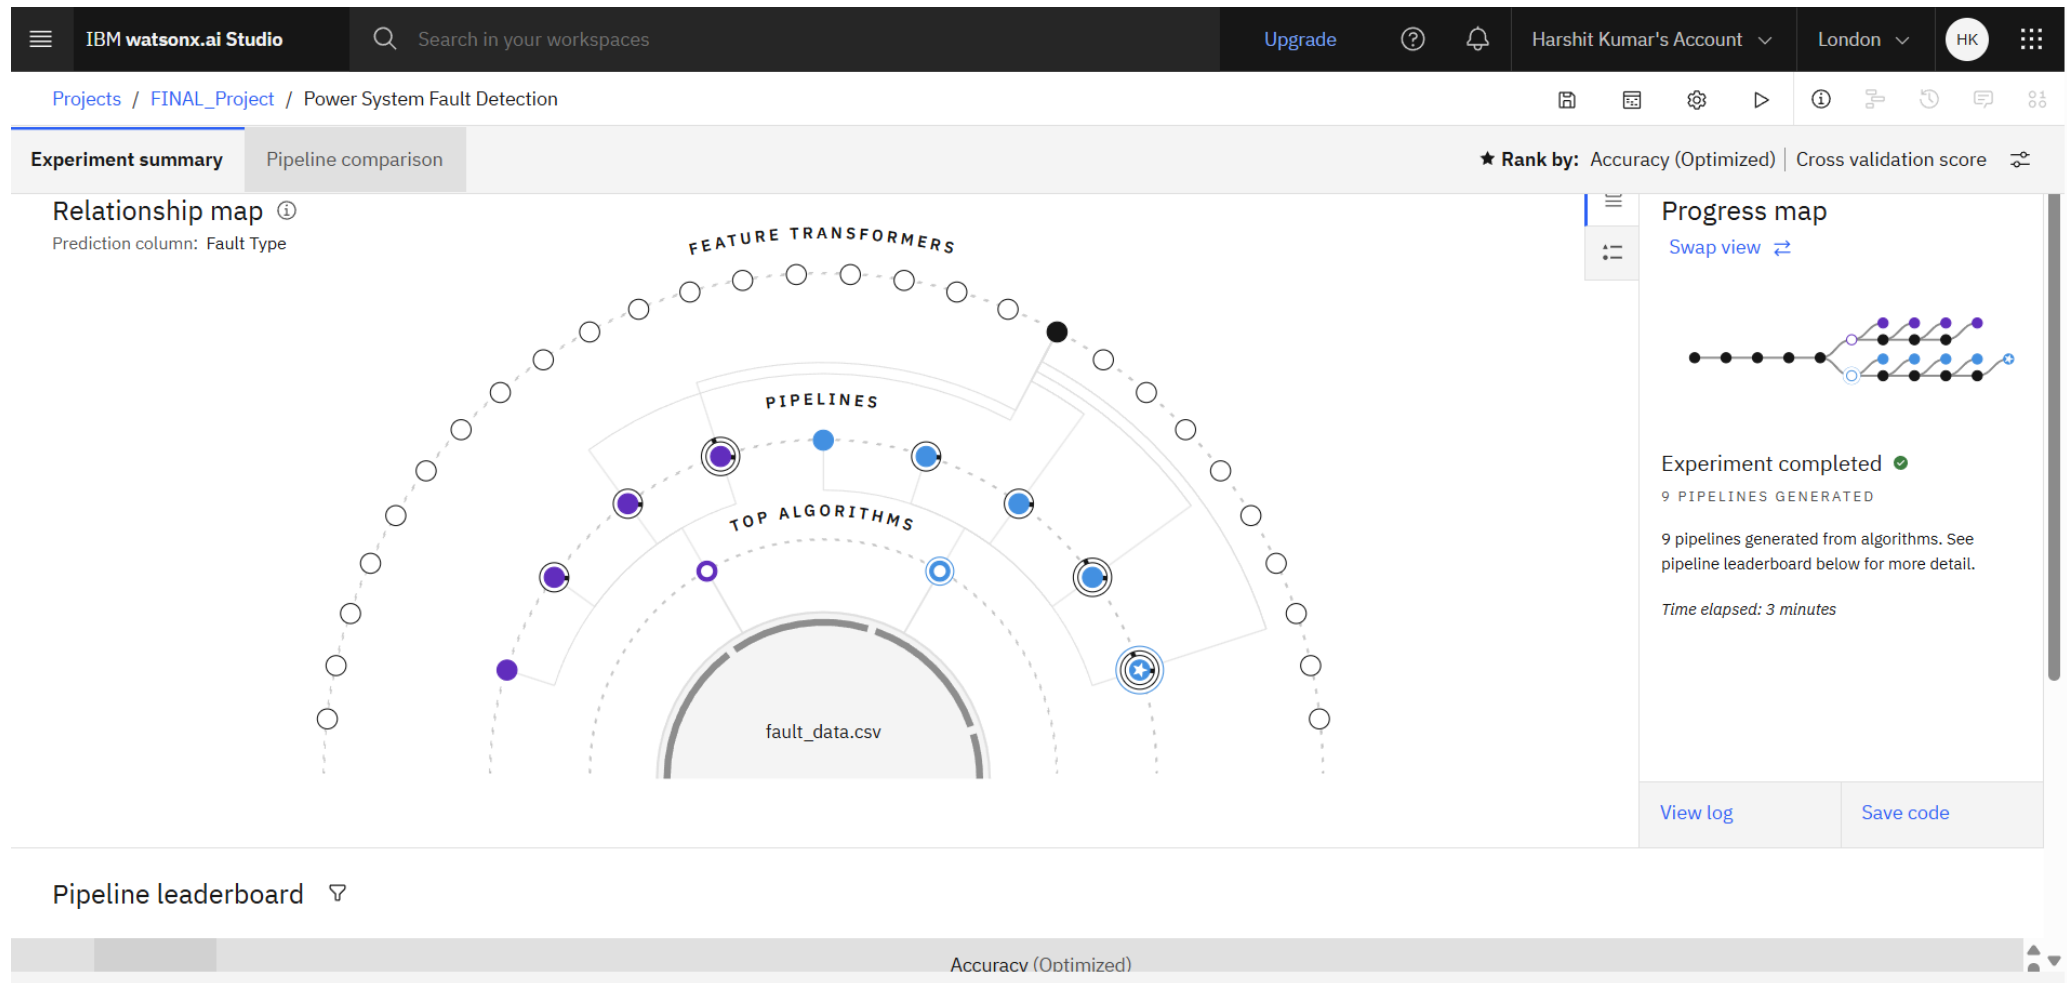 IBM watsonx.ai Studio
Search in your workspaces
Upgrade
Harshit Kumar's Account
London
HK
Projects / FINAL_Project / Power System Fault Detection
Experiment summary
Pipeline comparison
Rank by: Accuracy (Optimized) | Cross validation score
Relationship map
Prediction column: Fault Type
FEATURE TRANSFORMERS
PIPELINES
TOP ALGORITHMS
fault_data.csv
Progress map
Swap view
Experiment completed
9 PIPELINES GENERATED
9 pipelines generated from algorithms. See
pipeline leaderboard below for more detail.
Time elapsed: 3 minutes
View log
Save code
Pipeline leaderboard
Accuracy (Optimized)